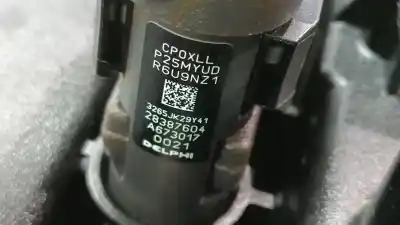 CP0XLL
P25MYUD
R6U9NZ1
3265JK29Y41
28387604
A673017
0021
DELPHI